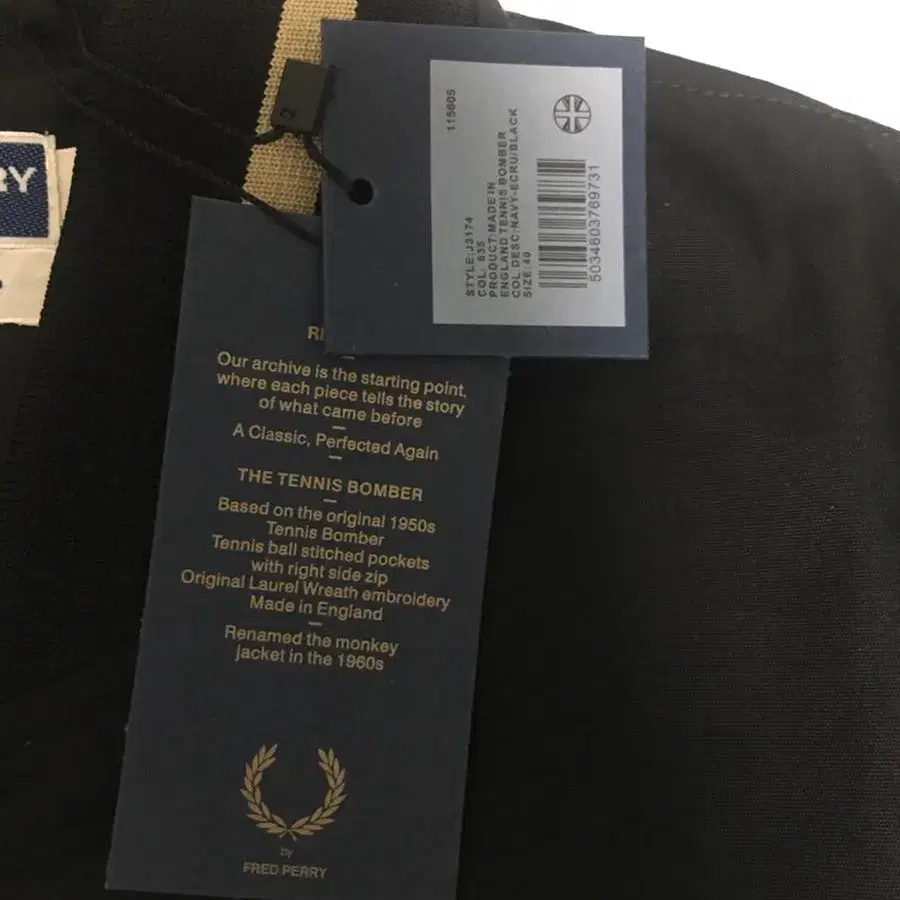 RY
115605
STYLE:J3174
COL: 635
PRODUCT:MADE IN
ENGLAND TENNIS BOMBER
COL DESC:NAVY-ECRU/BLACK
SIZE:40
5034603769731
Our archive is the starting point,
where each piece tells the story
of what came before
A Classic, Perfected Again
THE TENNIS BOMBER
Based on the original 1950s
Tennis Bomber
Tennis ball stitched pockets
with right side zip
Original Laurel Wreath embroidery
Made in England
Renamed the monkey
jacket in the 1960s
by
FRED PERRY